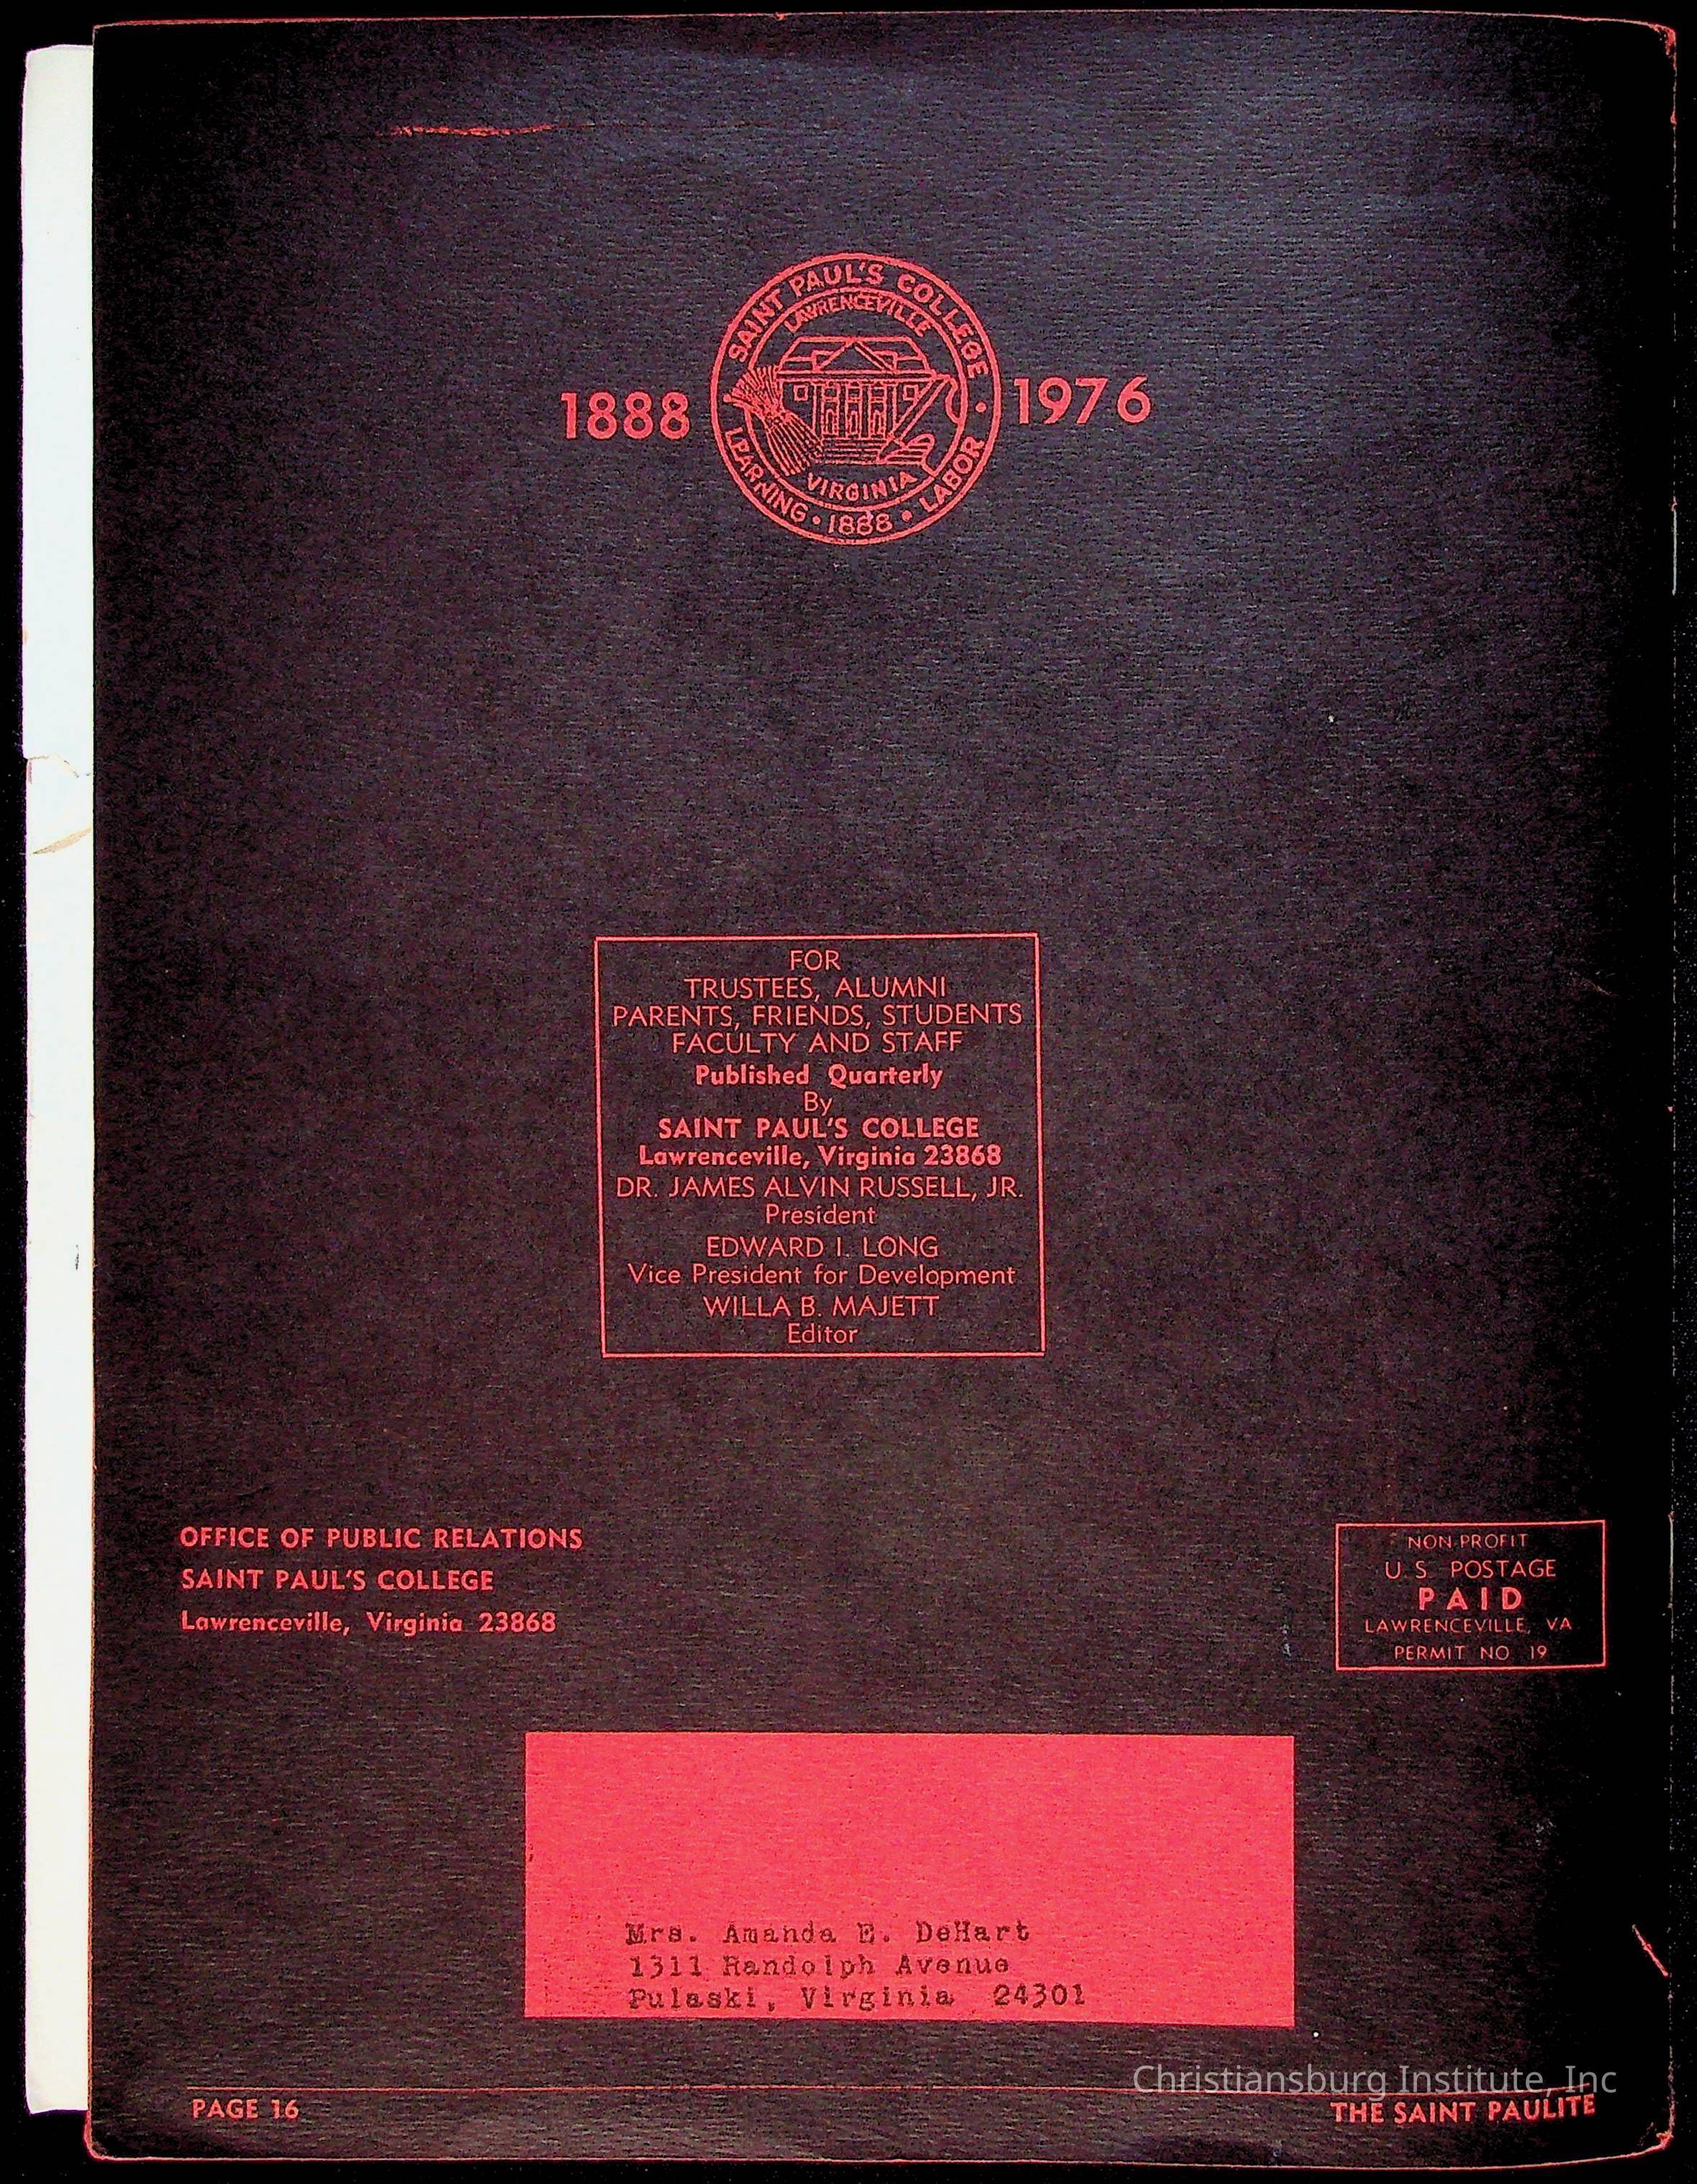 SAINT PAUL'S COLLEGE
LAWRENCEVILLE
1888
1976
VIRGINIA
LEARNING • 1888 • LABOR
FOR
TRUSTEES, ALUMNI
PARENTS, FRIENDS, STUDENTS
FACULTY AND STAFF
Published Quarterly
By
SAINT PAUL'S COLLEGE
Lawrenceville, Virginia 23868
DR. JAMES ALVIN RUSSELL, JR.
President
EDWARD I. LONG
Vice President for Development
WILLA B. MAJETT
Editor
OFFICE OF PUBLIC RELATIONS
SAINT PAUL'S COLLEGE
Lawrenceville, Virginia 23868
NON-PROFIT
U. S. POSTAGE
PAID
LAWRENCEVILLE, VA
PERMIT NO 19
Mrs. Amanda E. DeHart
1311 Randolph Avenue
Pulaski, Virginia 24301
Christiansburg Institute, Inc
PAGE 16
THE SAINT PAULITE